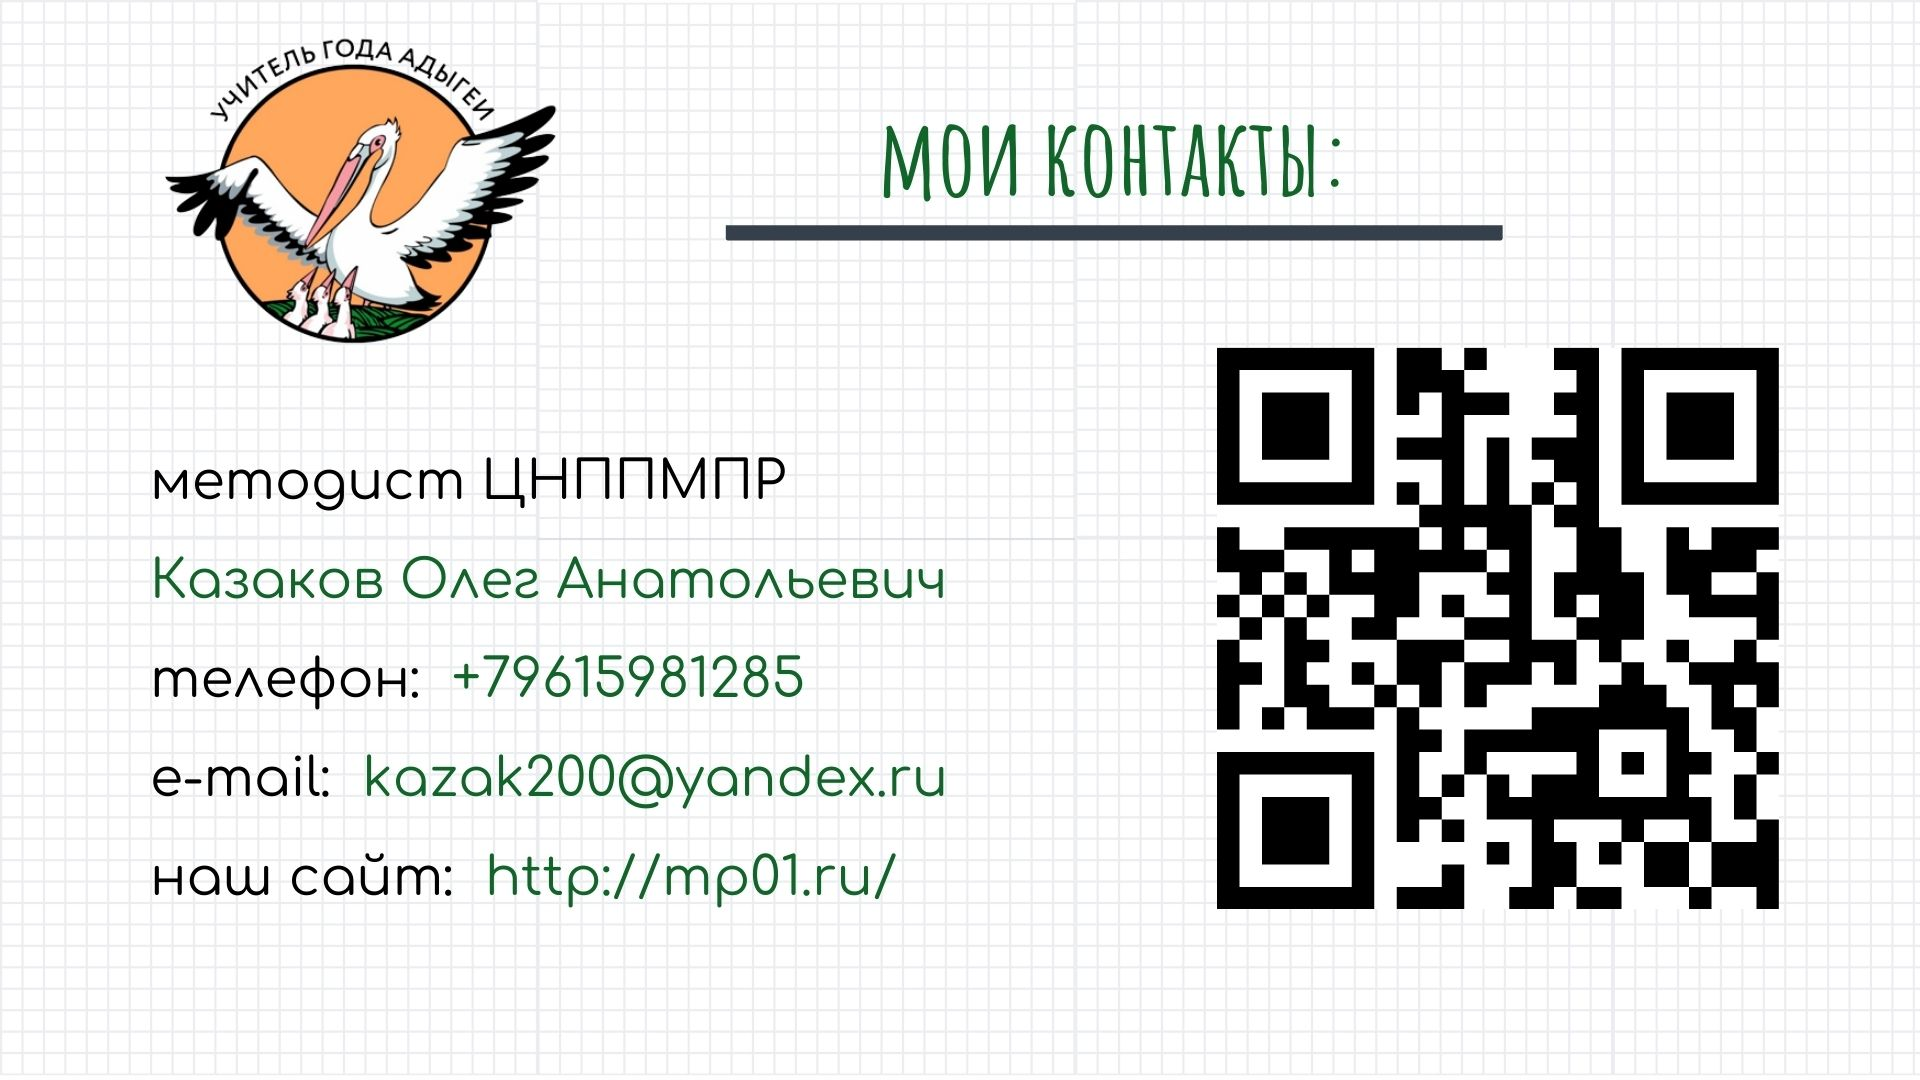 УЧИТЕЛЬ ГОДА АДЫГЕИ
МОИ КОНТАКТЫ:
методист ЦНППМПР
Казаков Олег Анатольевич
телефон: +79615981285
e-mail: kazak200@yandex.ru
наш сайт: http://mp01.ru/